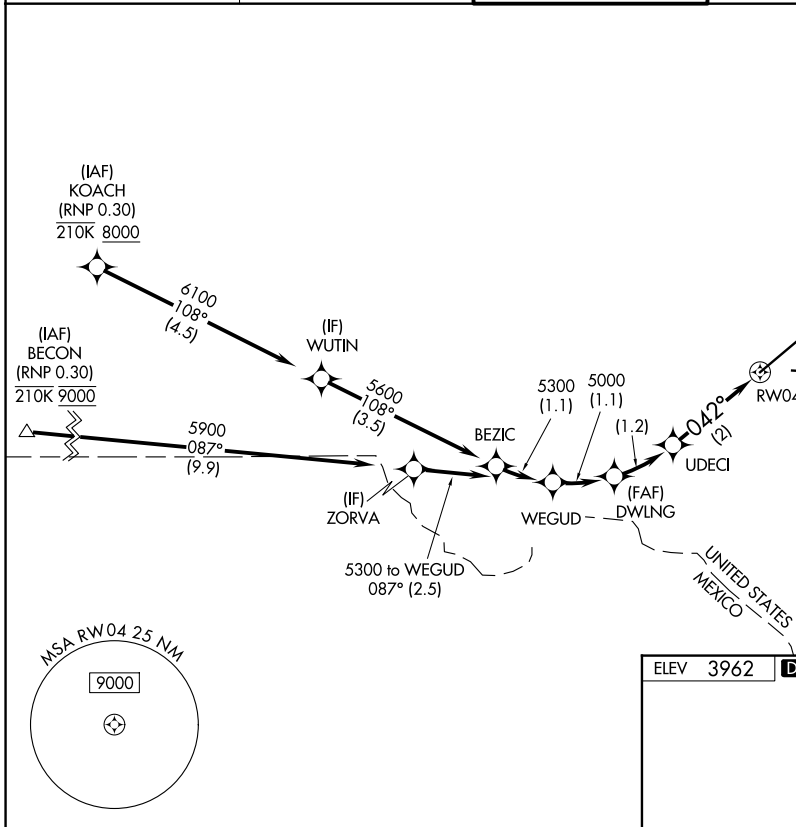 (IAF)
KOACH
(RNP 0.30)
210K 8000
6100
108°
(4.5)
(IAF)
BECON
(RNP 0.30)
210K 9000
(IF)
WUTIN
5600
108°
(3.5)
5900
087°
(9.9)
BEZIC
5300
(1.1)
5000
(1.1)
(1.2)
042°
(2)
RW04
UDECI
(FAF)
DWLNG
WEGUD
(IF)
ZORVA
5300 to WEGUD
087° (2.5)
UNITED STATES
MEXICO
MSA RW04 25 NM
9000
ELEV 3962 D